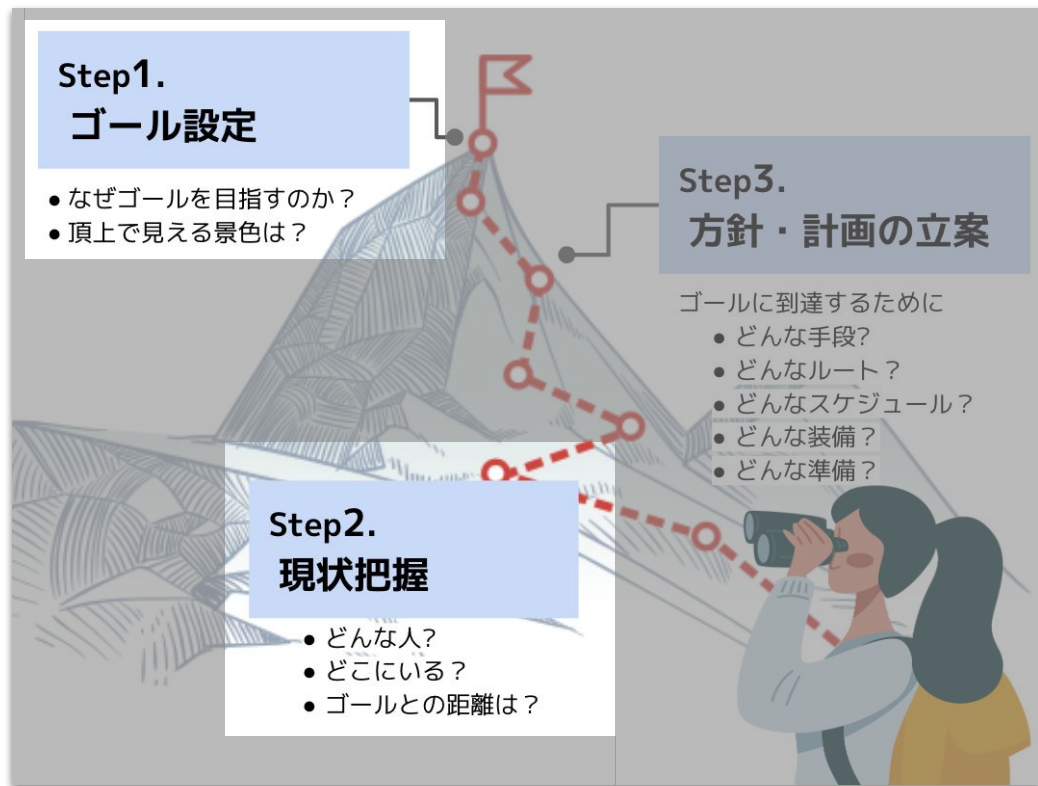 Step1.
ゴール設定
● なぜゴールを目指すのか？
● 頂上で見える景色は？
Step3.
方針・計画の立案
ゴールに到達するために
● どんな手段?
● どんなルート？
● どんなスケジュール？
● どんな装備？
● どんな準備？
Step2.
現状把握
● どんな人?
● どこにいる？
● ゴールとの距離は？